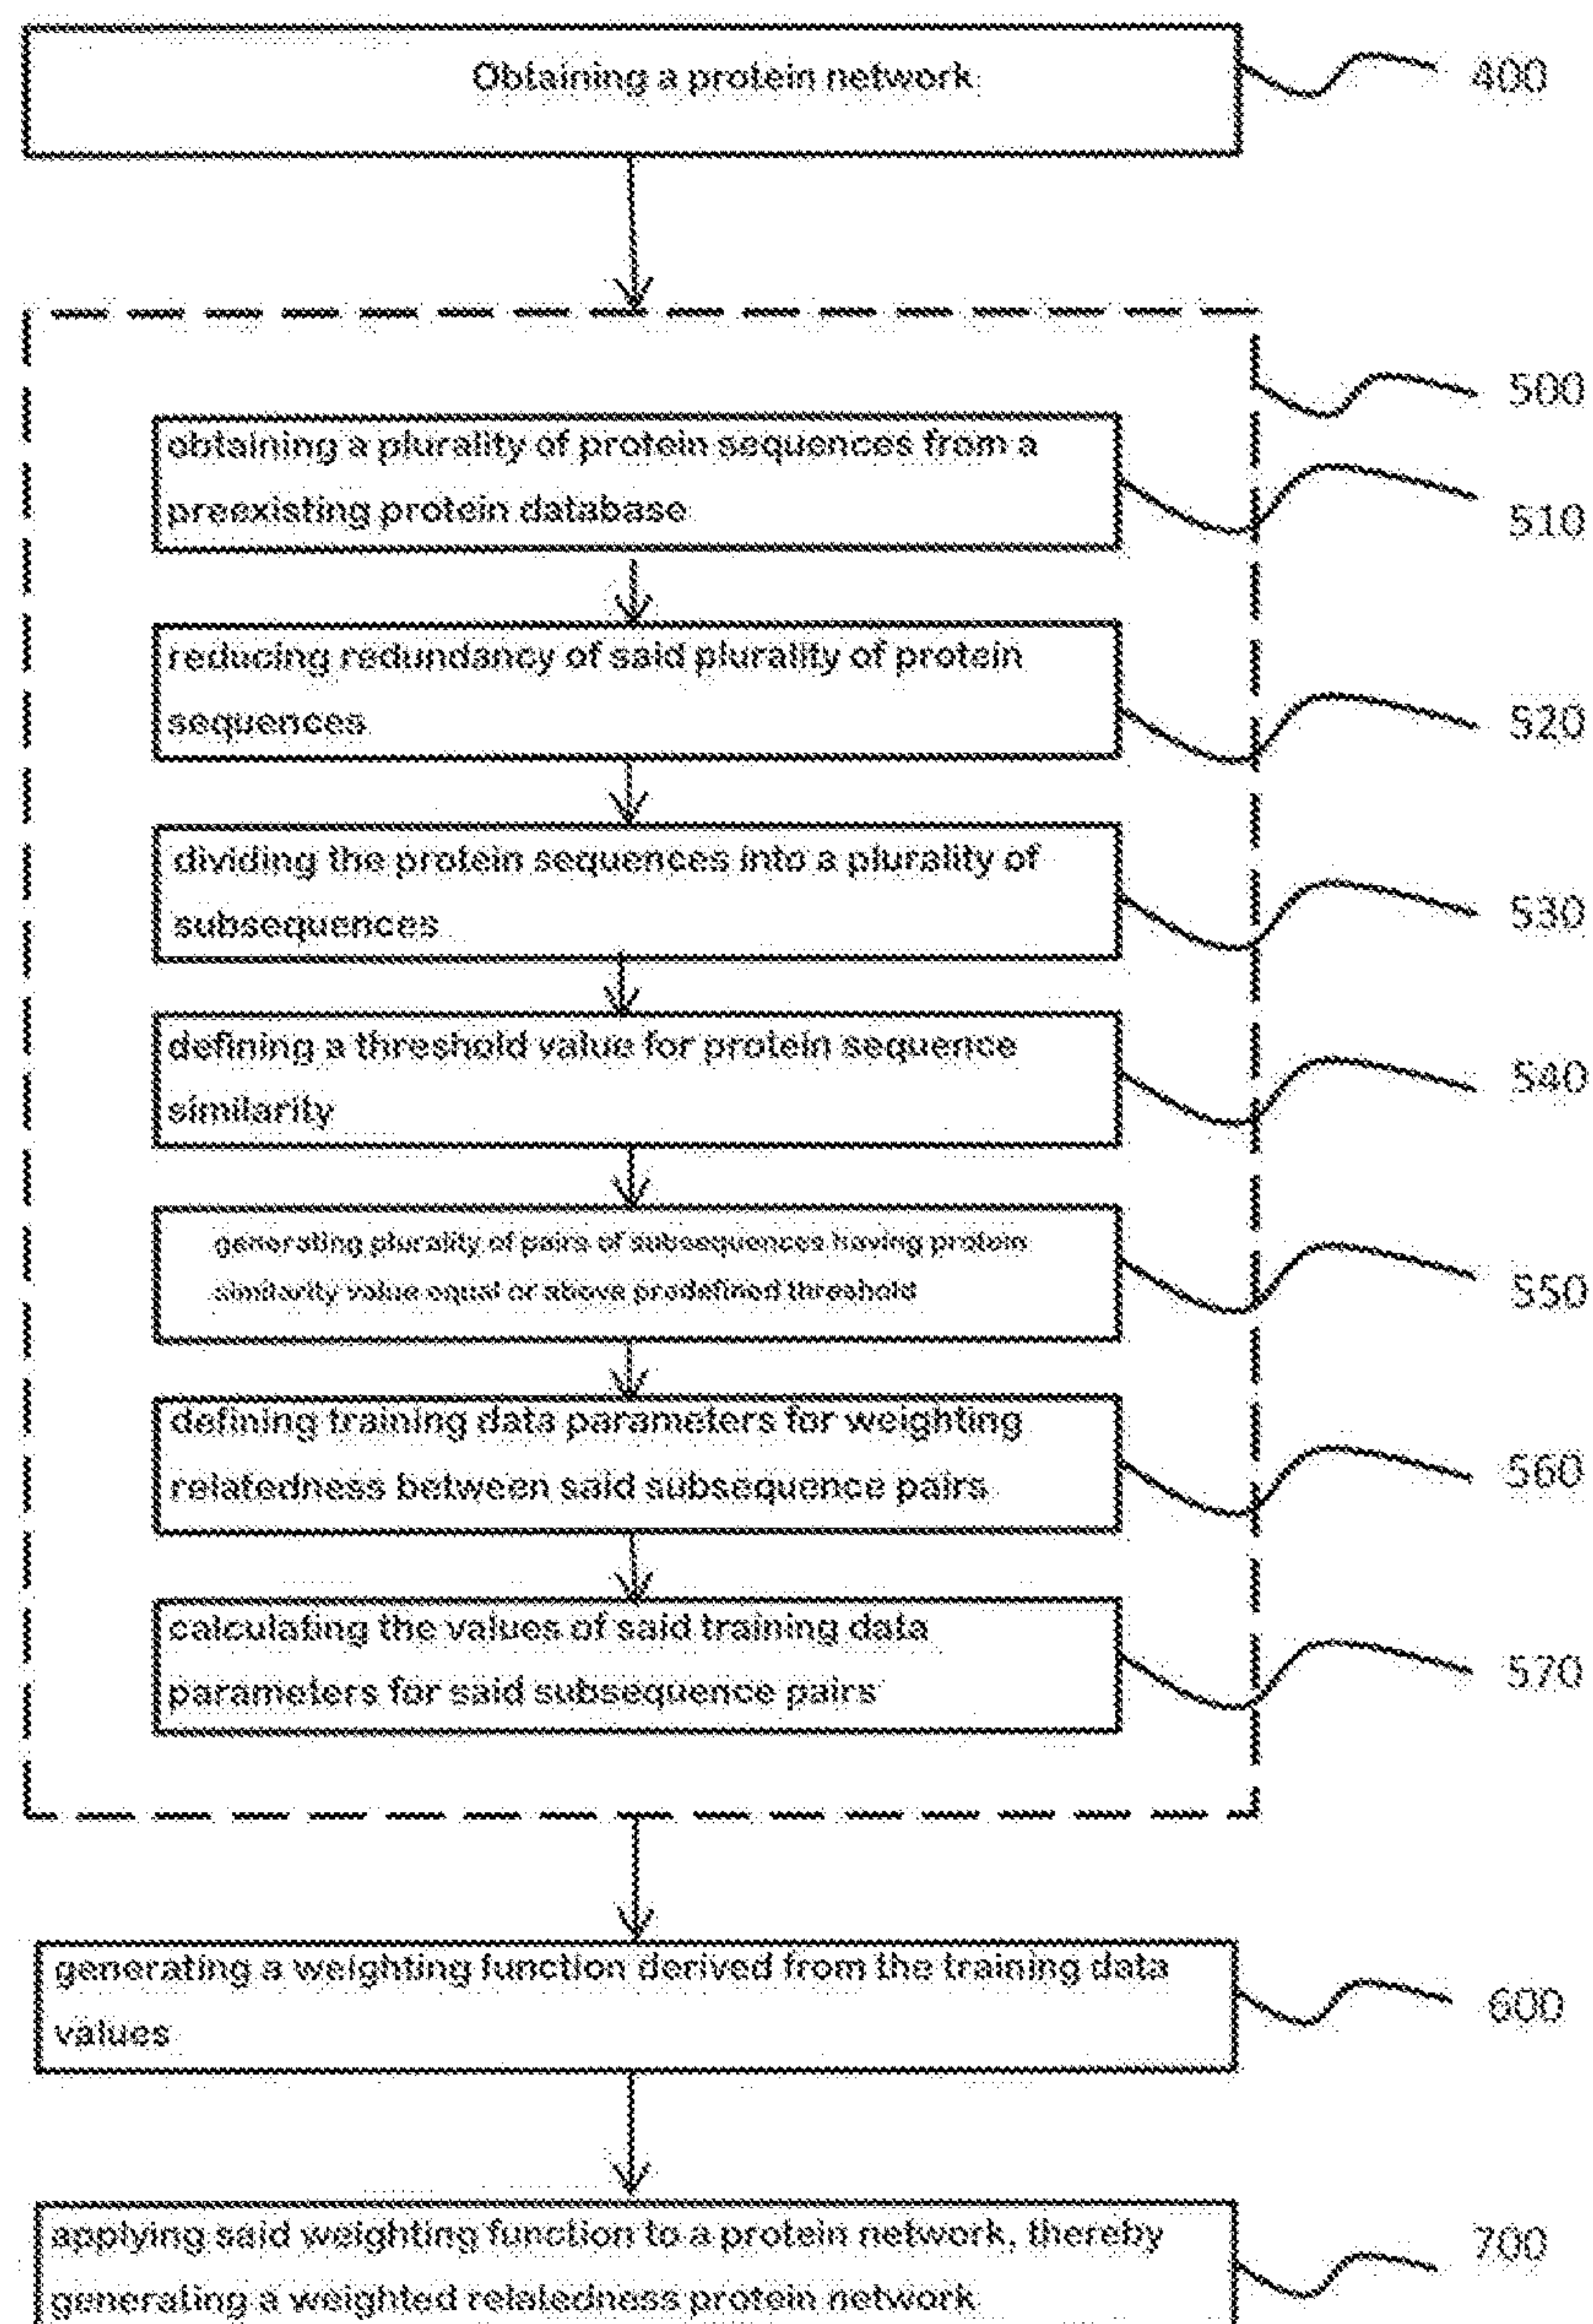 Obtaining a protein network
400
500
obtaining a plurality of protein sequences from a
preexisting protein database
510
reducing redundancy of said plurality of protein
sequences
520
dividing the protein sequences into a plurality of
subsequences
530
defining a threshold value for protein sequence
similarity
540
generating plurality of pairs of subsequences having protein
similarity value equal or above predefined threshold
550
defining training data parameters for weighting
relatedness between said subsequence pairs
560
calculating the values of said training data
parameters for said subsequence pairs
570
generating a weighting function derived from the training data
values
600
applying said weighting function to a protein network, thereby
generating a weighted relatedness protein network
700